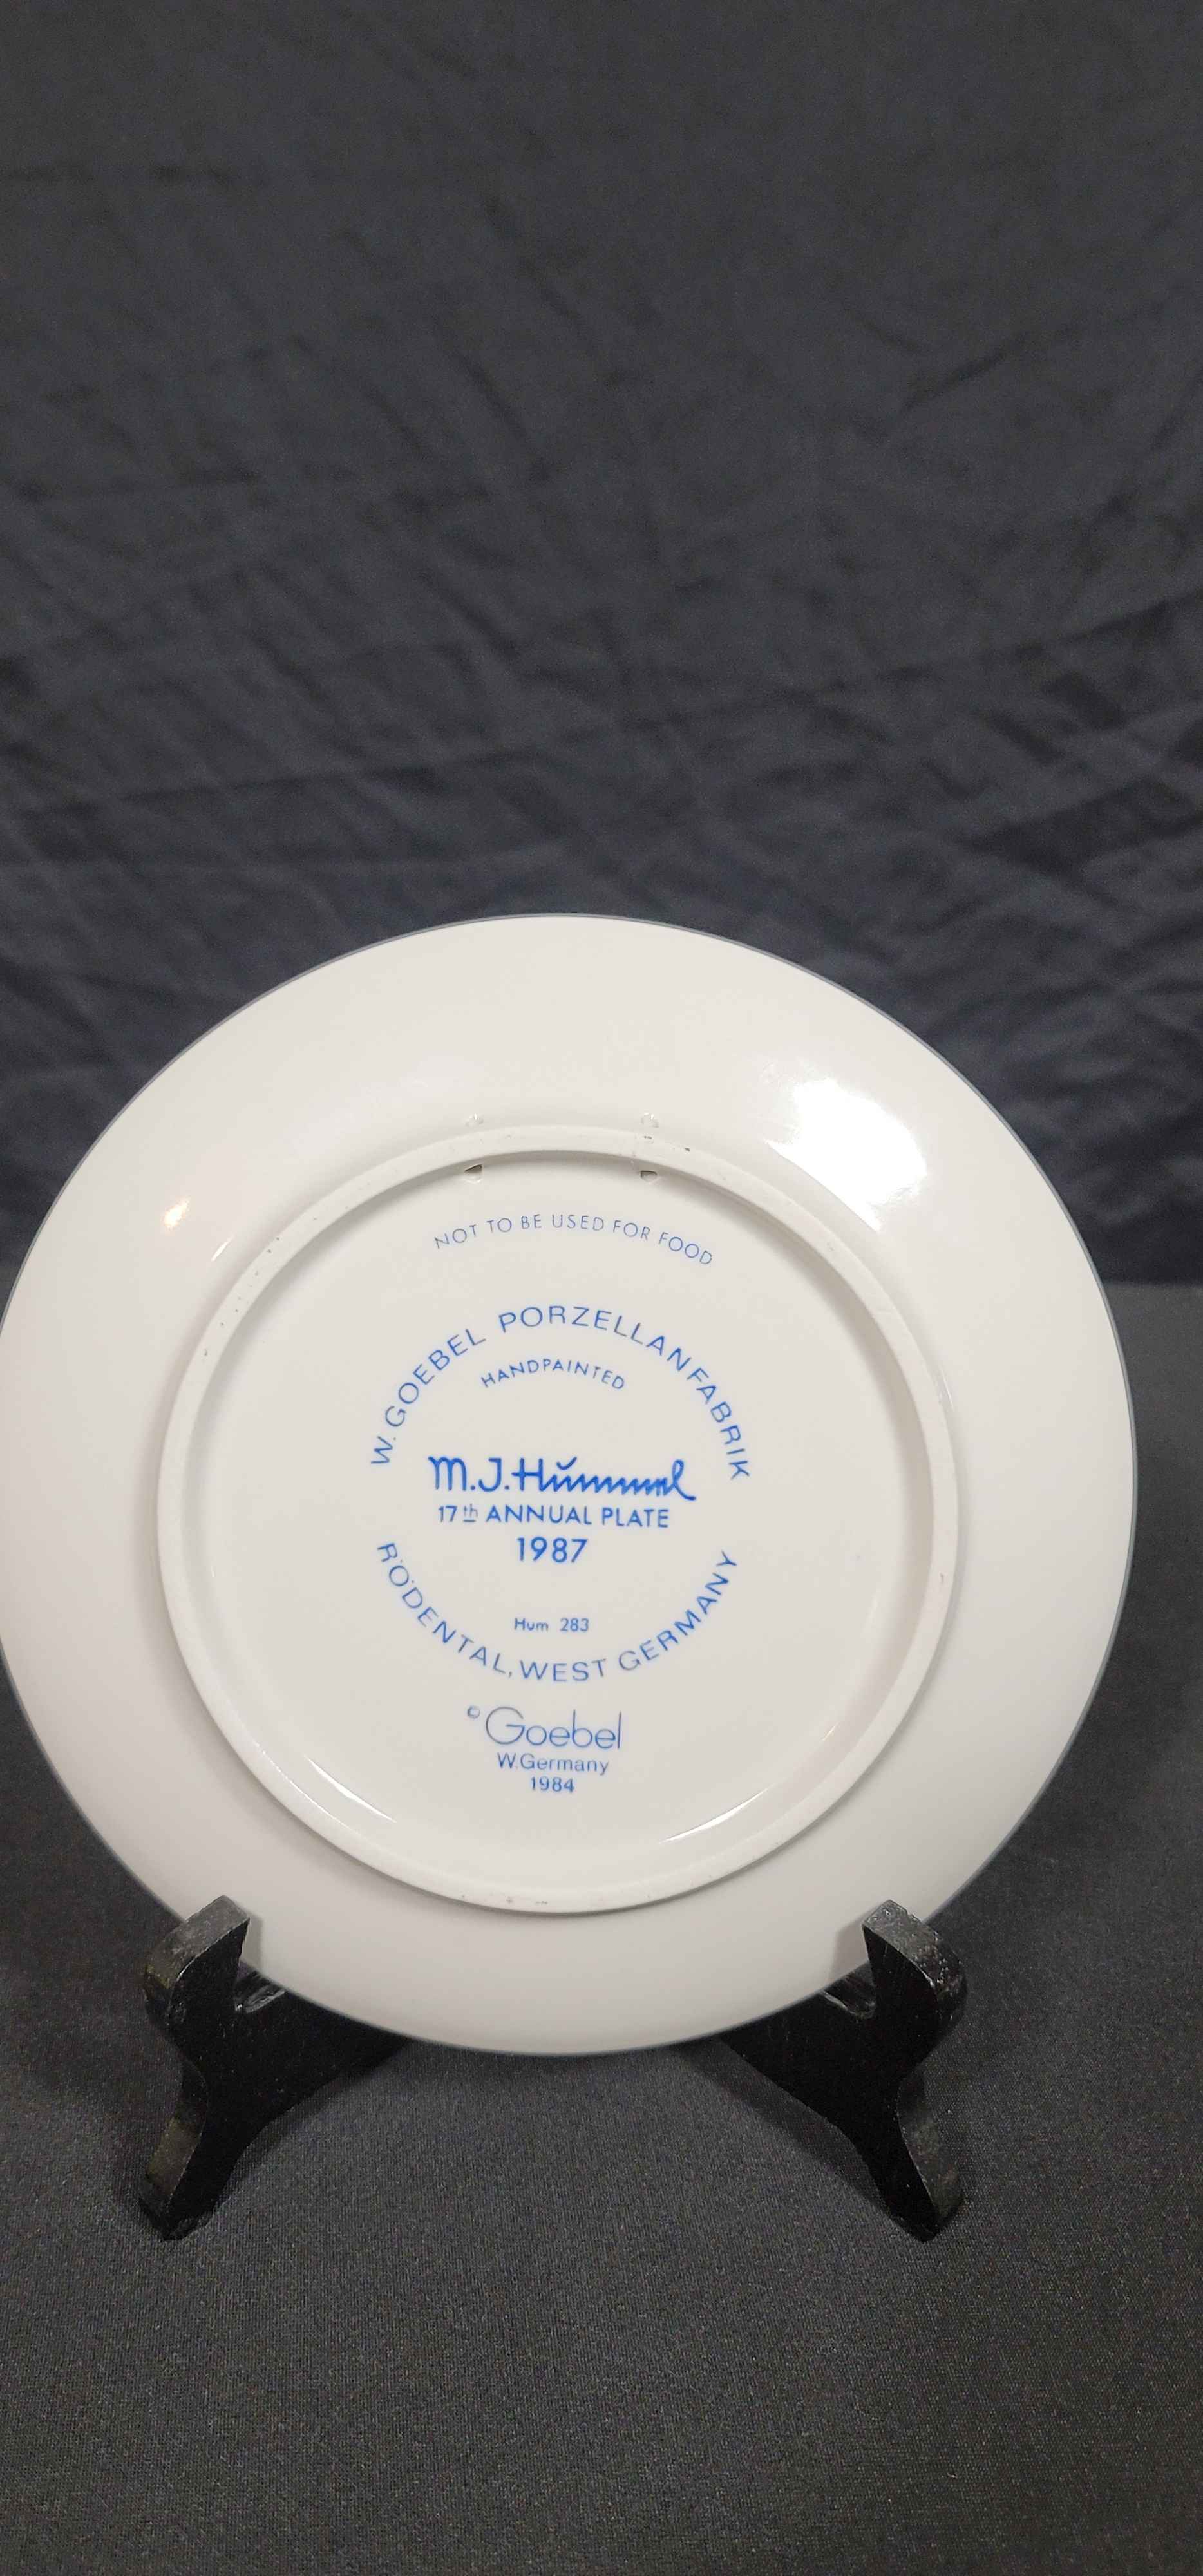 NOT TO BE USED FOR FOOD
W. GOEBEL PORZELLANFABRIK
HANDPAINTED
M.J.Hummel
17th ANNUAL PLATE
1987
Hum 283
RÖDENTAL, WEST GERMANY
© Goebel
W.Germany
1984